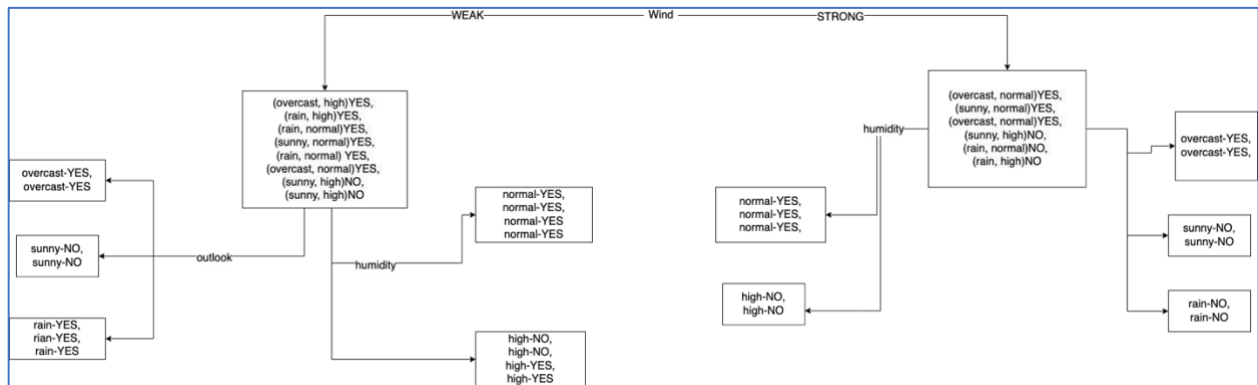 WEAK
Wind
STRONG
(overcast, high)YES,
(rain, high)YES,
(rain, normal)YES,
(sunny, normal)YES,
(rain, normal) YES,
(overcast, normal)YES,
(sunny, high)NO,
(sunny, high)NO
(overcast, normal)YES,
(sunny, normal)YES,
(overcast, normal)YES,
(sunny, high)NO,
(rain, normal)NO,
(rain, high)NO
overcast-YES,
overcast-YES
sunny-NO,
sunny-NO
rain-YES,
rian-YES,
rain-YES
outlook
humidity
normal-YES,
normal-YES,
normal-YES
normal-YES
high-NO,
high-NO,
high-YES,
high-YES
humidity
normal-YES,
normal-YES,
normal-YES,
high-NO,
high-NO
overcast-YES,
overcast-YES,
sunny-NO,
sunny-NO
rain-NO,
rain-NO